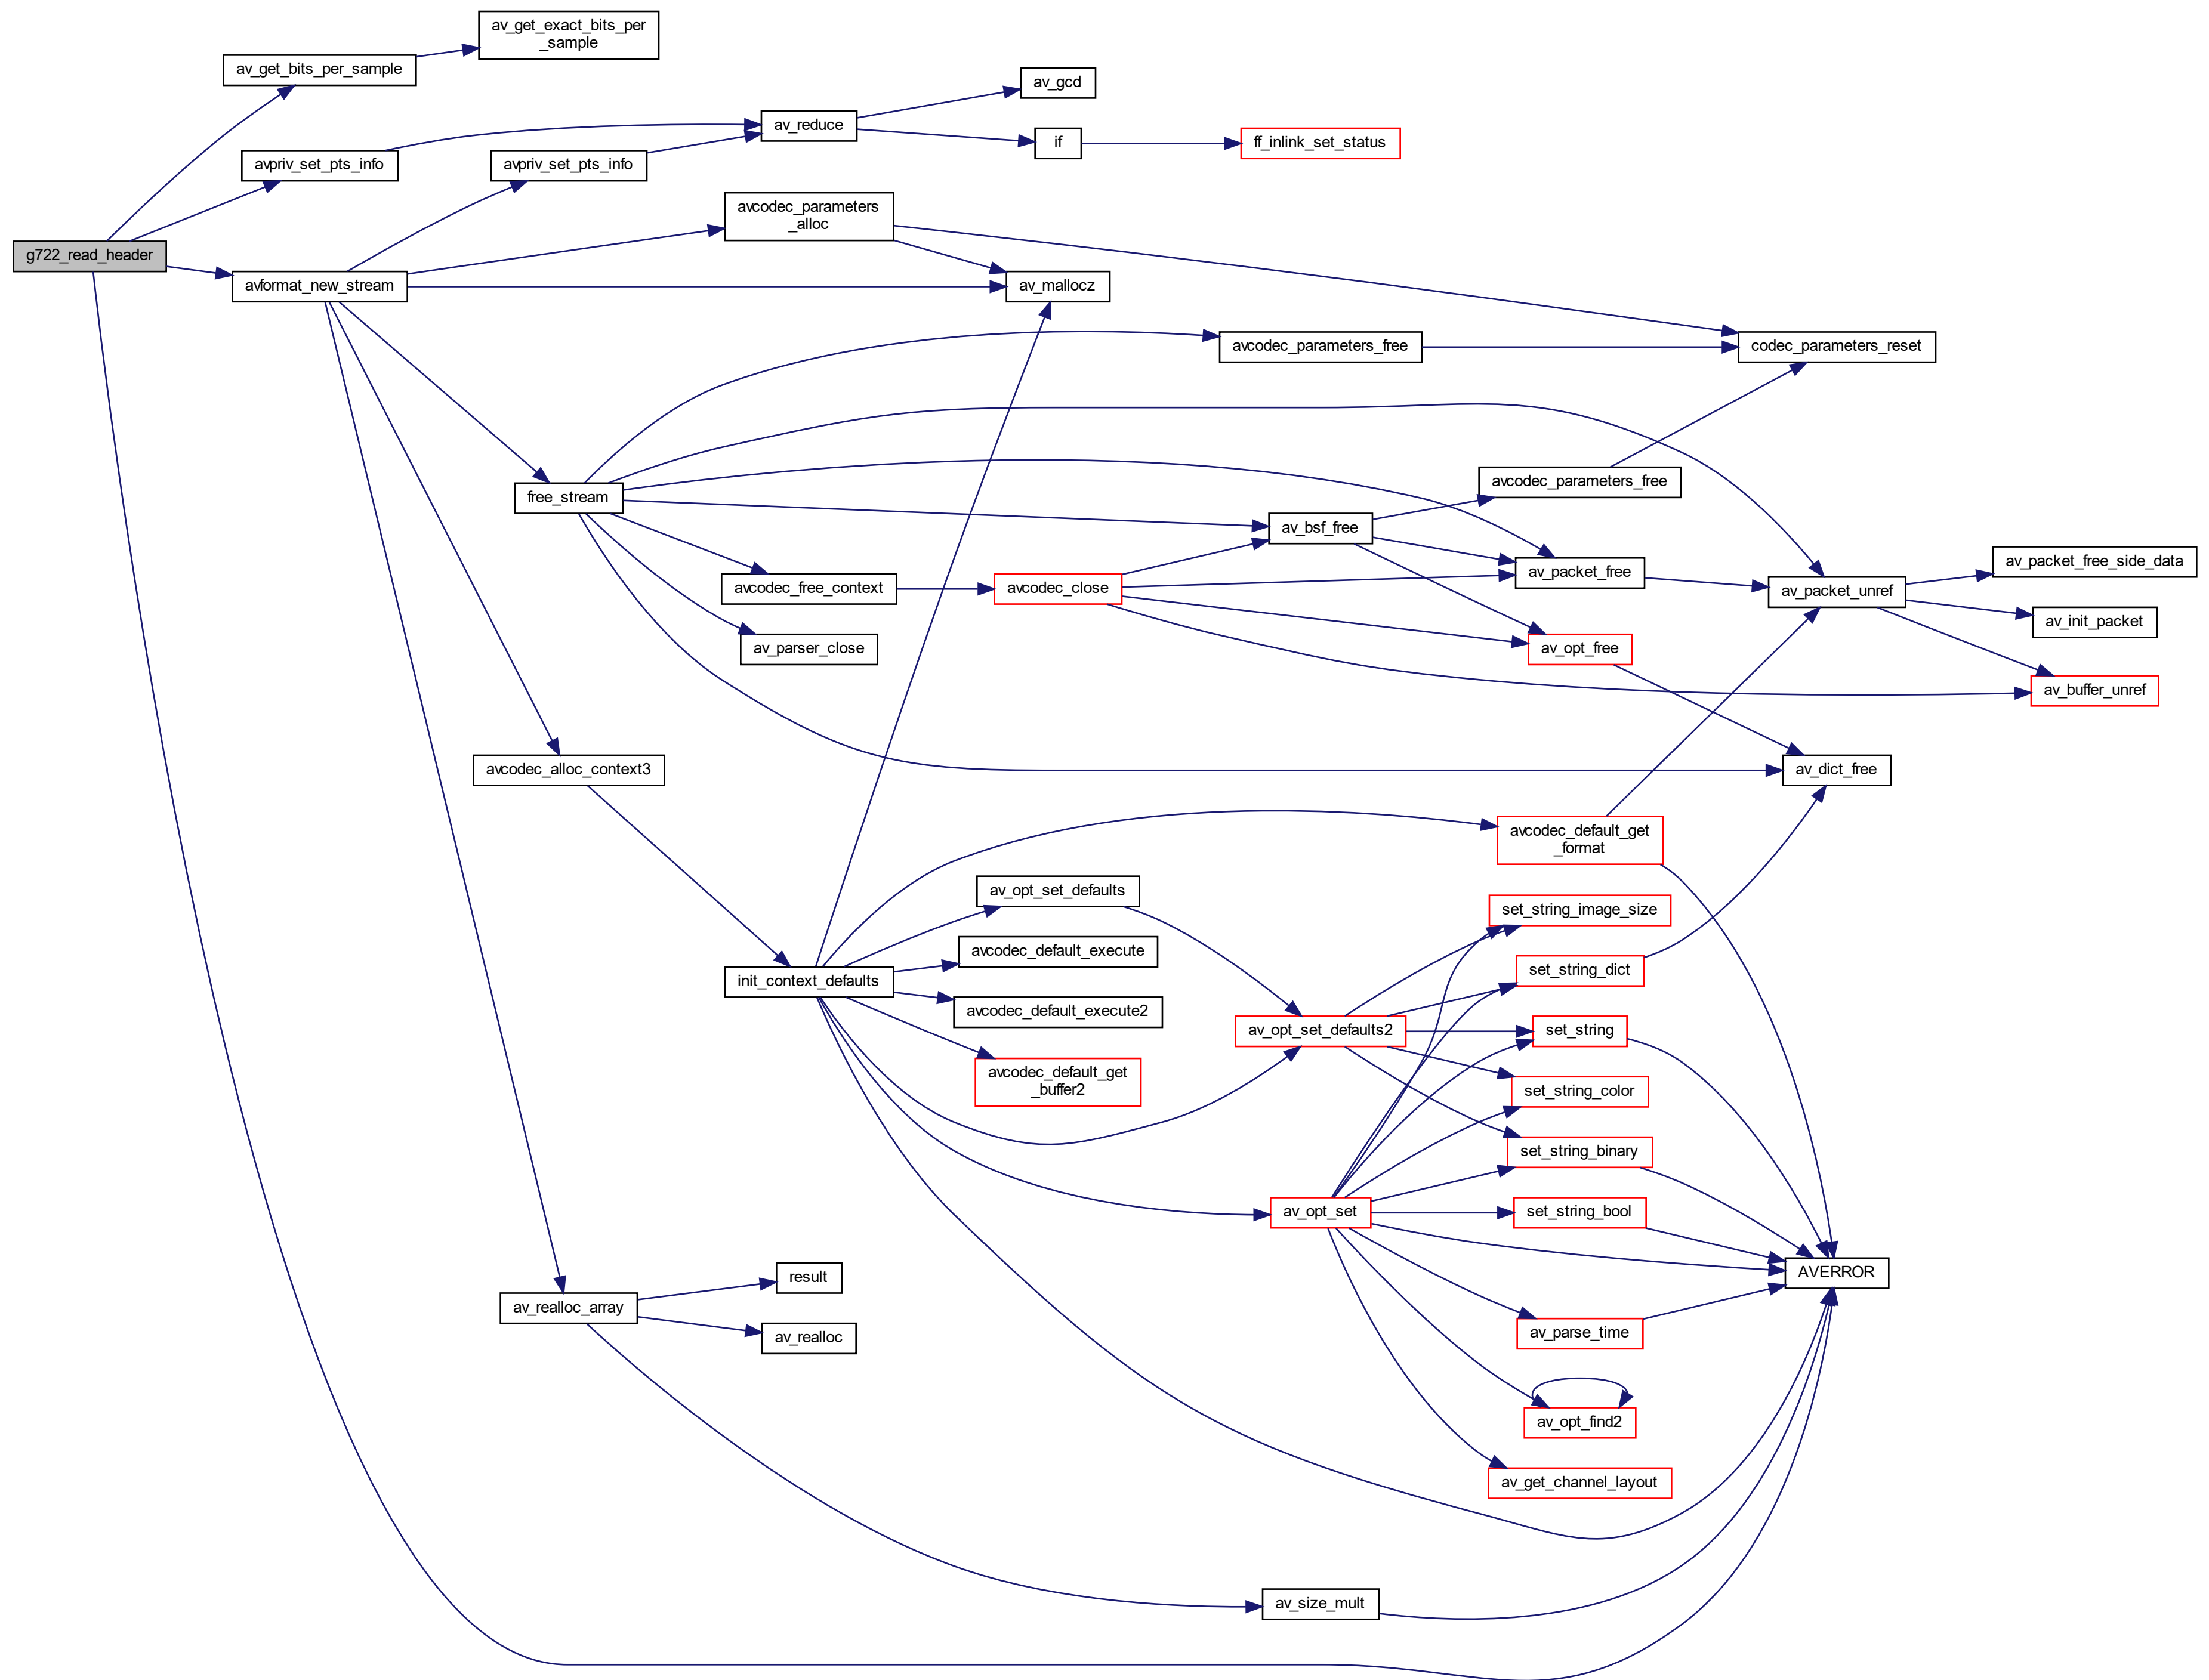 av_get_exact_bits_per
_sample
av_get_bits_per_sample
av_gcd
av_reduce
if
ff_inlink_set_status
avpriv_set_pts_info
avpriv_set_pts_info
avcodec_parameters
_alloc
g722_read_header
avformat_new_stream
av_mallocz
avcodec_parameters_free
codec_parameters_reset
avcodec_parameters_free
free_stream
av_bsf_free
av_packet_free_side_data
av_packet_free
avcodec_free_context
avcodec_close
av_packet_unref
av_init_packet
av_parser_close
av_opt_free
av_buffer_unref
avcodec_alloc_context3
av_dict_free
avcodec_default_get
_format
av_opt_set_defaults
set_string_image_size
avcodec_default_execute
set_string_dict
init_context_defaults
avcodec_default_execute2
av_opt_set_defaults2
set_string
avcodec_default_get
_buffer2
set_string_color
set_string_binary
av_opt_set
set_string_bool
AVERROR
result
av_realloc_array
av_realloc
av_parse_time
av_opt_find2
av_get_channel_layout
av_size_mult